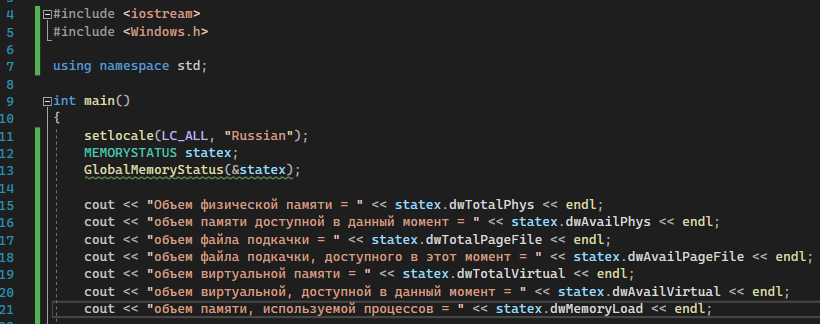 4 #include <iostream>
5 #include <Windows.h>
6
7 using namespace std;
8
9 int main()
10 {
11 setlocale(LC_ALL, "Russian");
12 MEMORYSTATUS statex;
13 GlobalMemoryStatus(&statex);
14
15 cout << "Объем физической памяти = " << statex.dwTotalPhys << endl;
16 cout << "объем памяти доступной в данный момент = " << statex.dwAvailPhys << endl;
17 cout << "объем файла подкачки = " << statex.dwTotalPageFile << endl;
18 cout << "объем файла подкачки, доступного в этот момент = " << statex.dwAvailPageFile << endl;
19 cout << "объем виртуальной памяти = " << statex.dwTotalVirtual << endl;
20 cout << "объем виртуальной, доступной в данный момент = " << statex.dwAvailVirtual << endl;
21 cout << "объем памяти, используемой процессов = " << statex.dwMemoryLoad << endl;